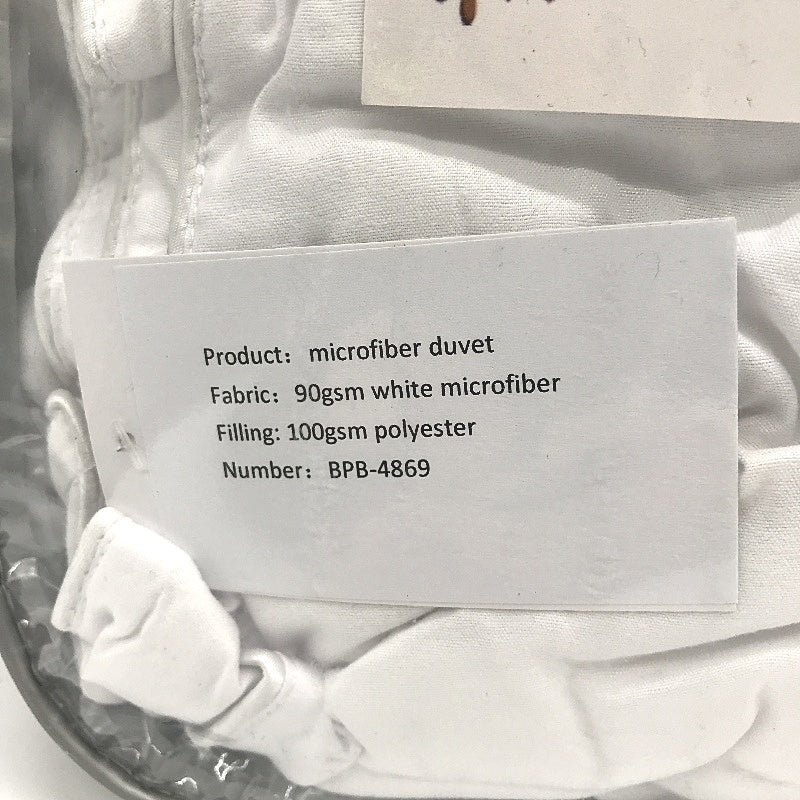 Product： microfiber duvet
Fabric：90gsm white microfiber
Filling: 100gsm polyester
Number： BPB-4869